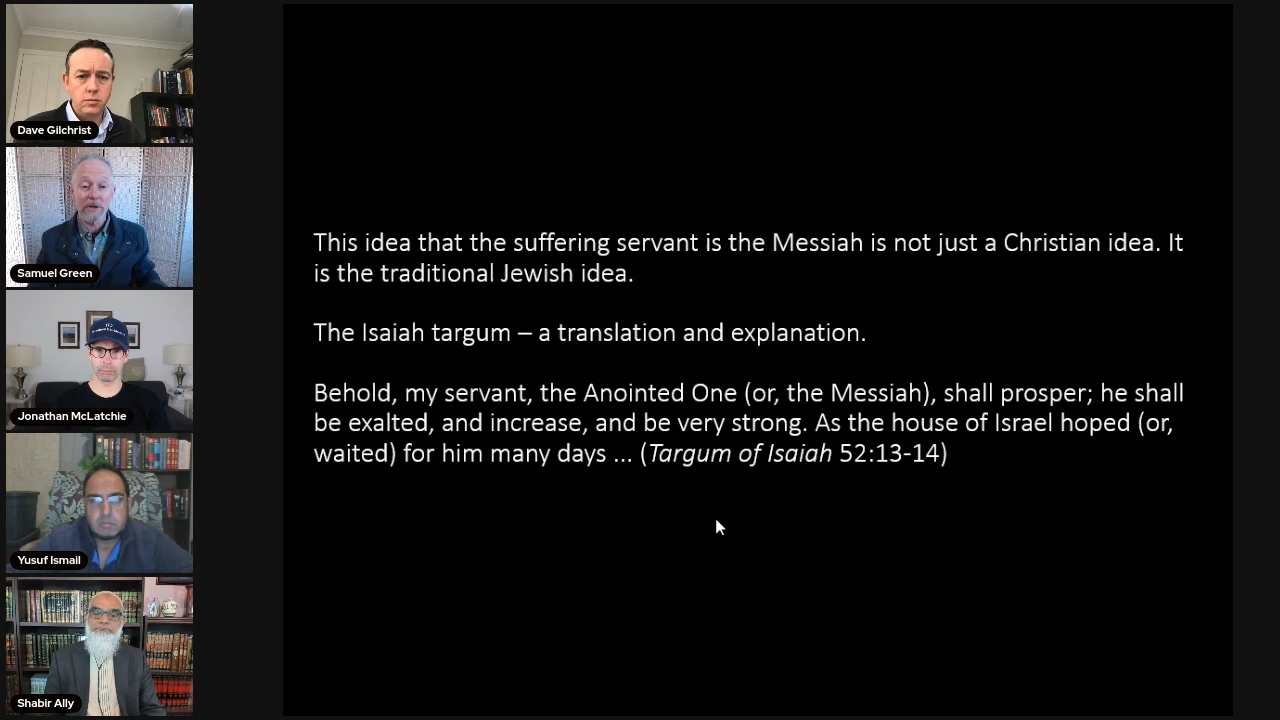 Dave Gilchrist
Samuel Green
Jonathan McLatchie
Yusuf Ismail
Shabir Ally
This idea that the suffering servant is the Messiah is not just a Christian idea. It
is the traditional Jewish idea.
The Isaiah targum – a translation and explanation.
Behold, my servant, the Anointed One (or, the Messiah), shall prosper; he shall
be exalted, and increase, and be very strong. As the house of Israel hoped (or,
waited) for him many days ... (Targum of Isaiah 52:13-14)